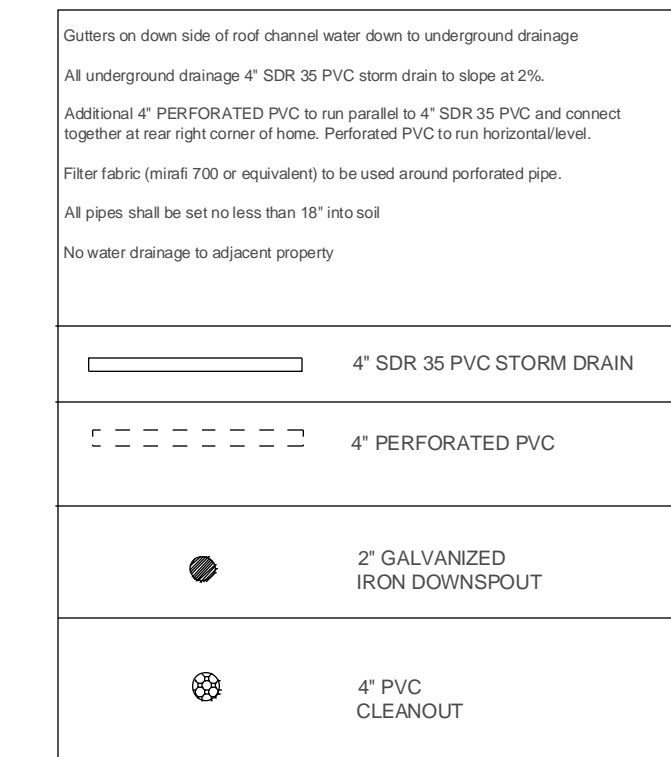 Gutters on down side of roof channel water down to underground drainage
All underground drainage 4" SDR 35 PVC storm drain to slope at 2%.
Additional 4" PERFORATED PVC to run parallel to 4" SDR 35 PVC and connect
together at rear right corner of home. Perforated PVC to run horizontal/level.
Filter fabric (mirafi 700 or equivalent) to be used around porforated pipe.
All pipes shall be set no less than 18" into soil
No water drainage to adjacent property
4" SDR 35 PVC STORM DRAIN
4" PERFORATED PVC
2" GALVANIZED
IRON DOWNSPOUT
4" PVC
CLEANOUT